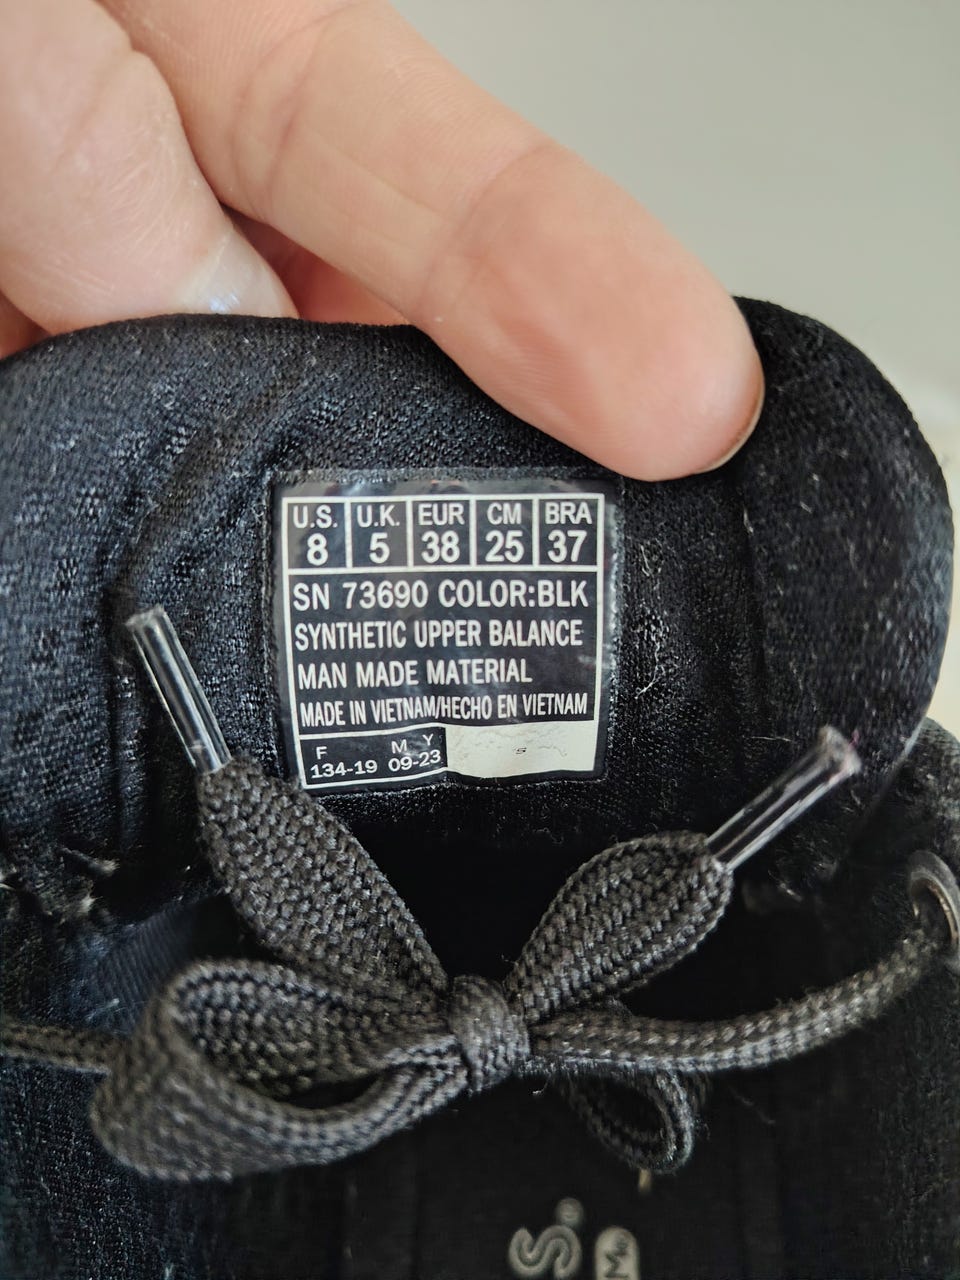 U.S. U.K. EUR CM BRA
8 5 38 25 37
SN 73690 COLOR:BLK
SYNTHETIC UPPER BALANCE
MAN MADE MATERIAL
MADE IN VIETNAM/HECHO EN VIETNAM
F M Y
134-19 09-23
S.